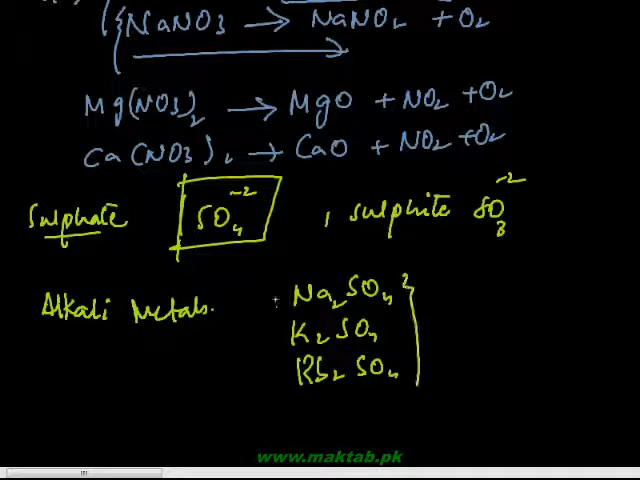 NaNO₃ → NaNO₂ + O₂
Mg(NO₃)₂ → MgO + NO₂ + O₂
Ca(NO₃)₂ → CaO + NO₂ + O₂
Sulphate SO₄⁻² , sulphite SO₃⁻²
Alkali Metals. : Na₂SO₄
K₂SO₄
Rb₂SO₄
www.maktab.pk